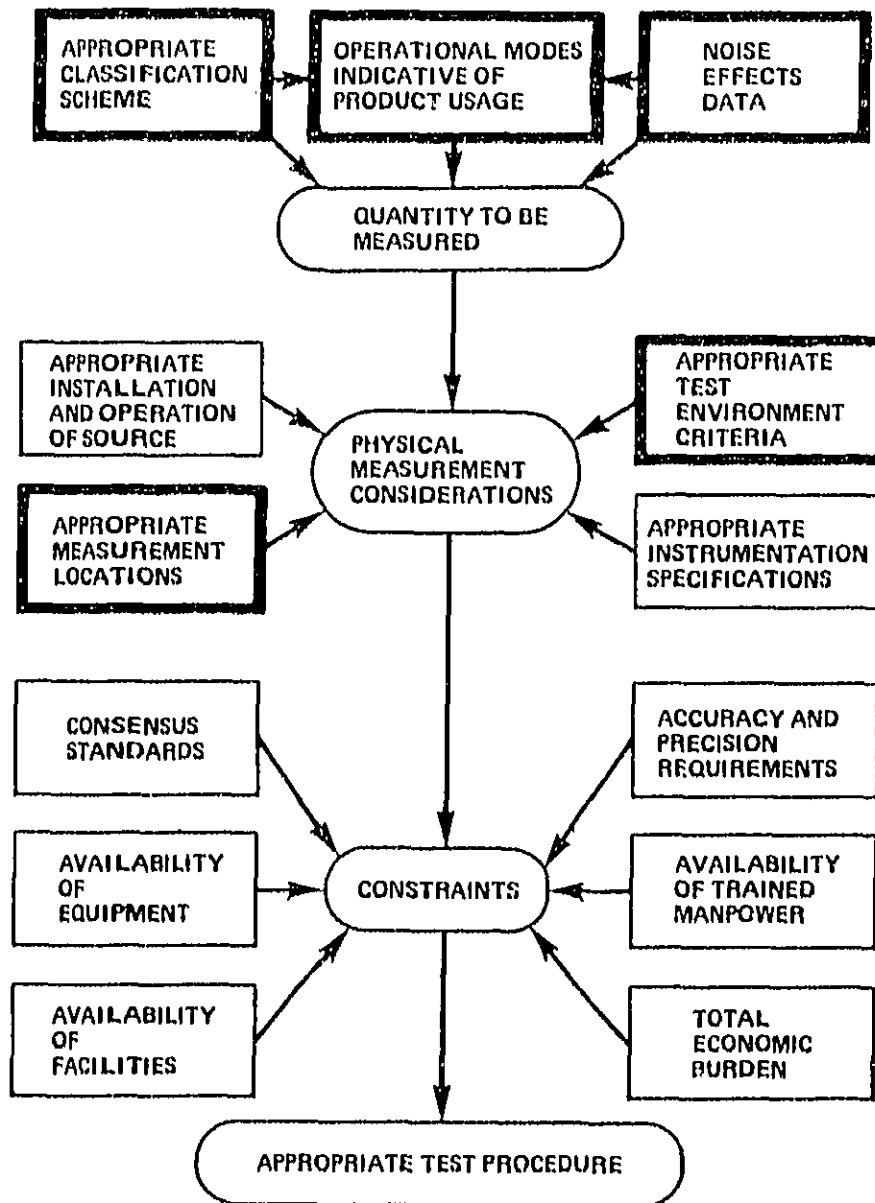 APPROPRIATE
CLASSIFICATION
SCHEME
OPERATIONAL MODES
INDICATIVE OF
PRODUCT USAGE
NOISE
EFFECTS
DATA
QUANTITY TO BE
MEASURED
APPROPRIATE
INSTALLATION
AND OPERATION
OF SOURCE
APPROPRIATE
TEST
ENVIRONMENT
CRITERIA
PHYSICAL
MEASUREMENT
CONSIDERATIONS
APPROPRIATE
MEASUREMENT
LOCATIONS
APPROPRIATE
INSTRUMENTATION
SPECIFICATIONS
CONSENSUS
STANDARDS
ACCURACY AND
PRECISION
REQUIREMENTS
AVAILABILITY
OF
EQUIPMENT
CONSTRAINTS
AVAILABILITY
OF TRAINED
MANPOWER
AVAILABILITY
OF
FACILITIES
TOTAL
ECONOMIC
BURDEN
APPROPRIATE TEST PROCEDURE